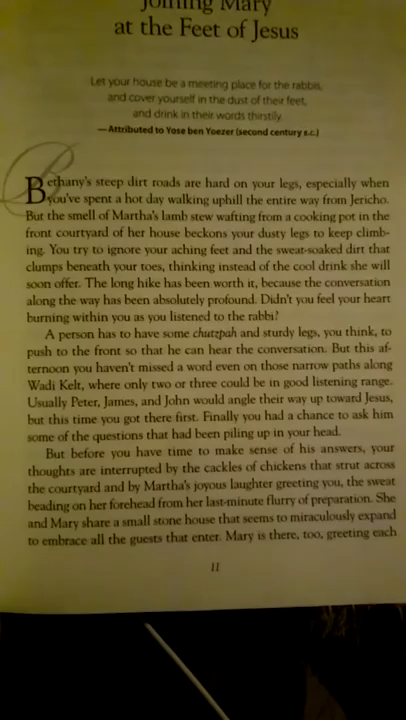 Joining Mary
at the Feet of Jesus
Let your house be a meeting place for the rabbis,
and cover yourself in the dust of their feet,
and drink in their words thirstily.
— Attributed to Yose ben Yoezer (second century B.C.)
Bethany's steep dirt roads are hard on your legs, especially when
you've spent a hot day walking uphill the entire way from Jericho.
But the smell of Martha's lamb stew wafting from a cooking pot in the
front courtyard of her house beckons your dusty legs to keep climb-
ing. You try to ignore your aching feet and the sweat-soaked dirt that
clumps beneath your toes, thinking instead of the cool drink she will
soon offer. The long hike has been worth it, because the conversation
along the way has been absolutely profound. Didn't you feel your heart
burning within you as you listened to the rabbi?
A person has to have some chutzpah and sturdy legs, you think, to
push to the front so that he can hear the conversation. But this af-
ternoon you haven't missed a word even on those narrow paths along
Wadi Kelt, where only two or three could be in good listening range.
Usually Peter, James, and John would angle their way up toward Jesus,
but this time you got there first. Finally you had a chance to ask him
some of the questions that had been piling up in your head.
But before you have time to make sense of his answers, your
thoughts are interrupted by the cackles of chickens that strut across
the courtyard and by Martha's joyous laughter greeting you, the sweat
beading on her forehead from her last-minute flurry of preparation. She
and Mary share a small stone house that seems to miraculously expand
to embrace all the guests that enter. Mary is there, too, greeting each
11